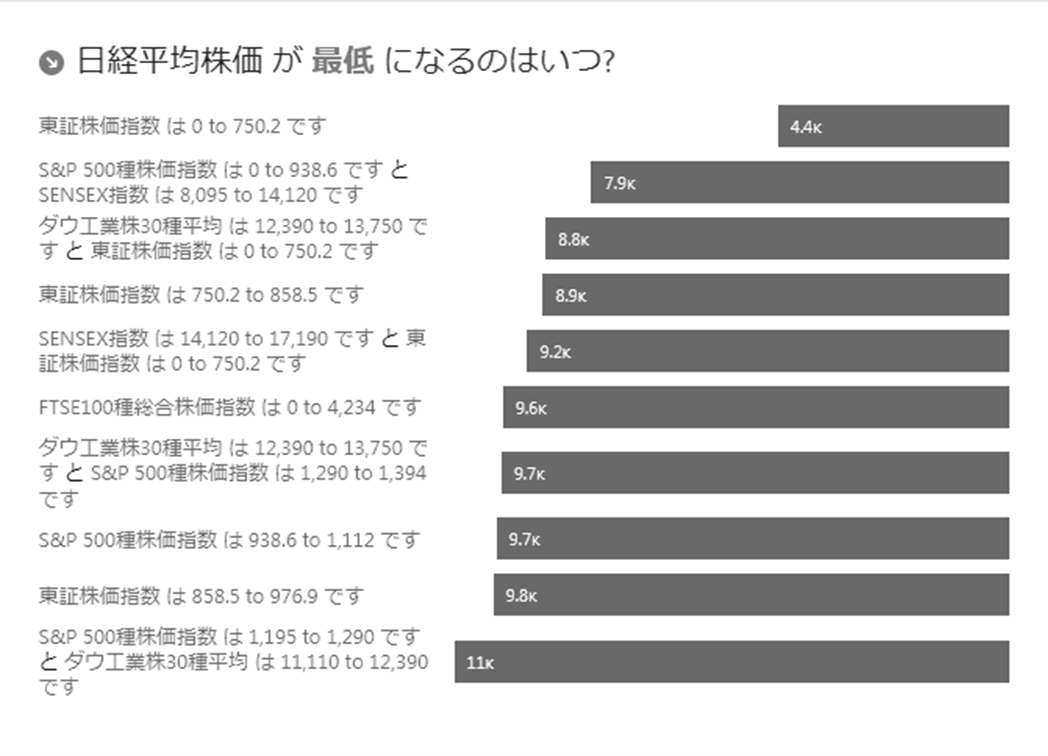 日経平均株価 が 最低 になるのはいつ?
東証株価指数 は 0 to 750.2 です
4.4K
S&P 500種株価指数 は 0 to 938.6 です と
SENSEX指数 は 8,095 to 14,120 です
7.9K
ダウ工業株30種平均 は 12,390 to 13,750 で
す と 東証株価指数 は 0 to 750.2 です
8.8K
東証株価指数 は 750.2 to 858.5 です
8.9K
SENSEX指数 は 14,120 to 17,190 です と 東
証株価指数 は 0 to 750.2 です
9.2K
FTSE100種総合株価指数 は 0 to 4,234 です
9.6K
ダウ工業株30種平均 は 12,390 to 13,750 で
す と S&P 500種株価指数 は 1,290 to 1,394
です
9.7K
S&P 500種株価指数 は 938.6 to 1,112 です
9.7K
東証株価指数 は 858.5 to 976.9 です
9.8K
S&P 500種株価指数 は 1,195 to 1,290 です
と ダウ工業株30種平均 は 11,110 to 12,390
です
11K